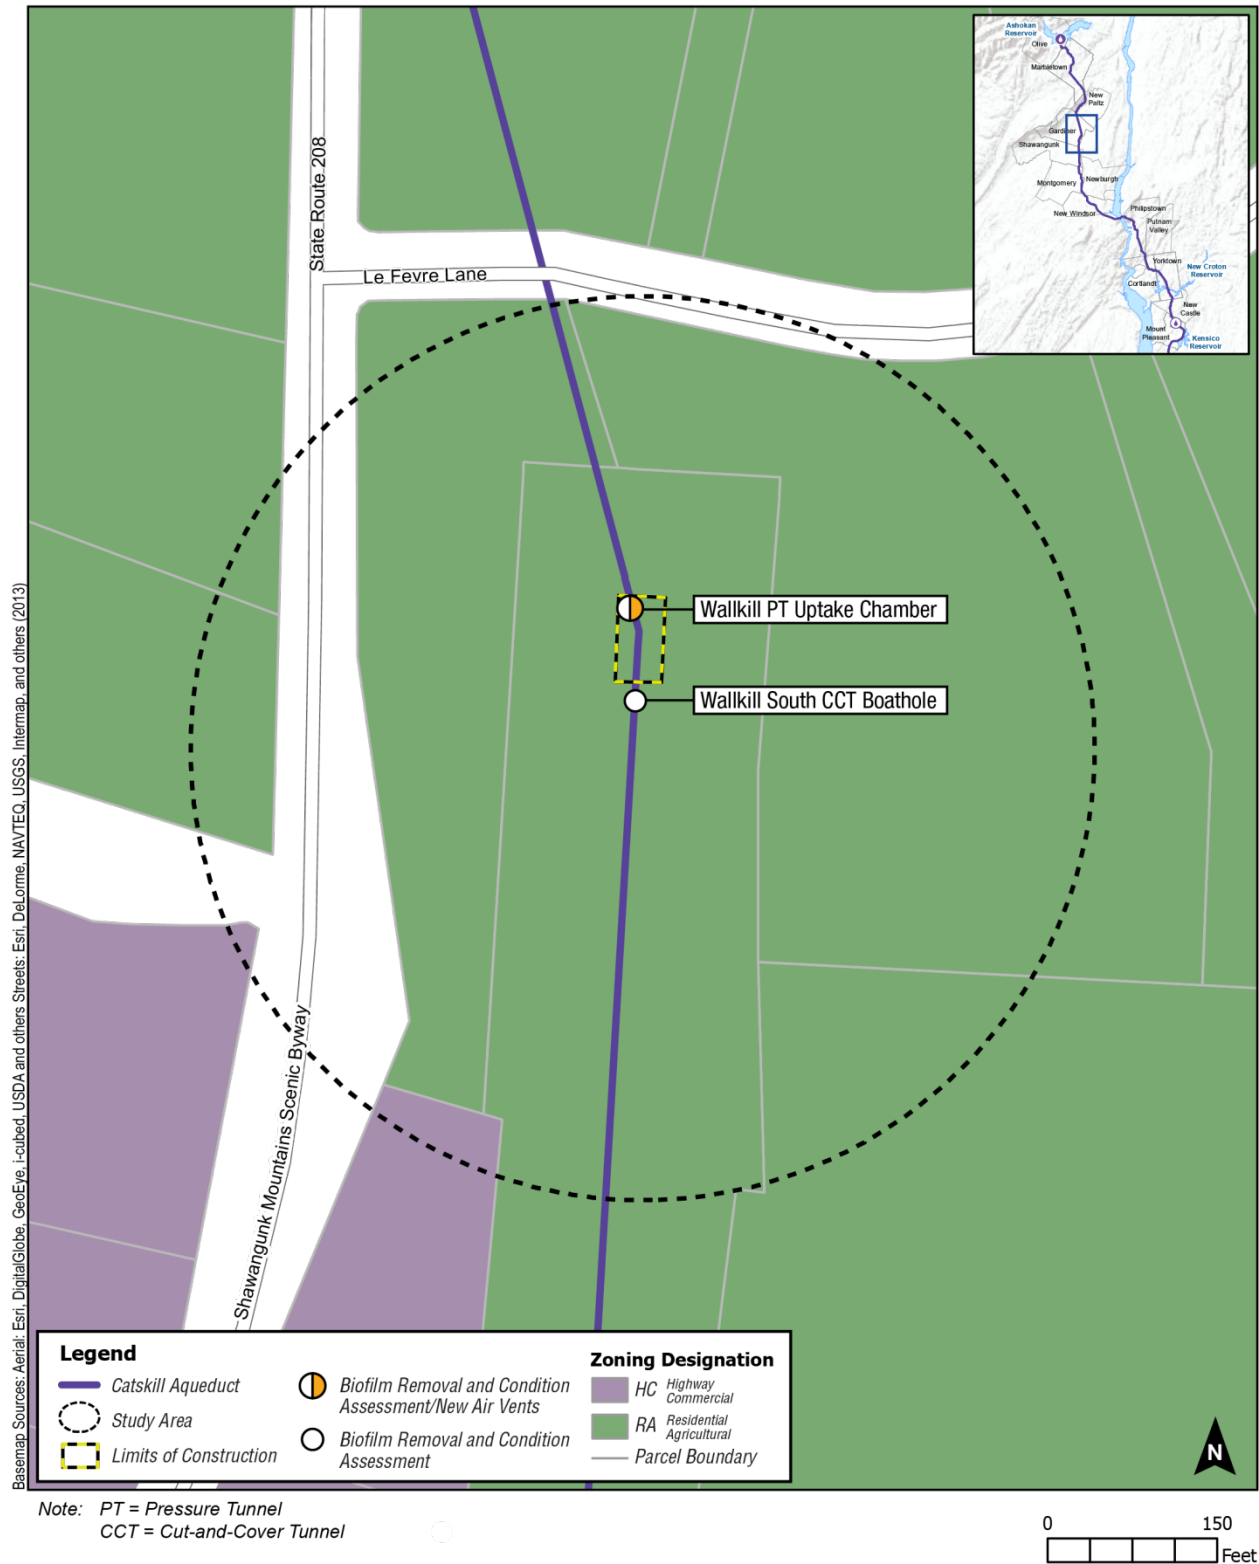 Ashokan
Reservoir
Olive
Marbletown
New
Paltz
Gardiner
Shawangunk
Montgomery
Newburgh
New Windsor
Philipstown
Putnam
Valley
Yorktown
New Croton
Reservoir
Cortlandt
New
Castle
Mount
Pleasant
Kensico
Reservoir
State Route 208
Le Fevre Lane
Wallkill PT Uptake Chamber
Wallkill South CCT Boathole
Shawangunk Mountains Scenic Byway
Basemap Sources: Aerial: Esri, DigitalGlobe, GeoEye, i-cubed, USDA and others Streets: Esri, DeLorme, NAVTEQ, USGS, Intermap, and others (2013)
Legend
Catskill Aqueduct
Study Area
Limits of Construction
Biofilm Removal and Condition
Assessment/New Air Vents
Biofilm Removal and Condition
Assessment
Zoning Designation
HC Highway
Commercial
RA Residential
Agricultural
Parcel Boundary
N
Note: PT = Pressure Tunnel
CCT = Cut-and-Cover Tunnel
0 150
Feet